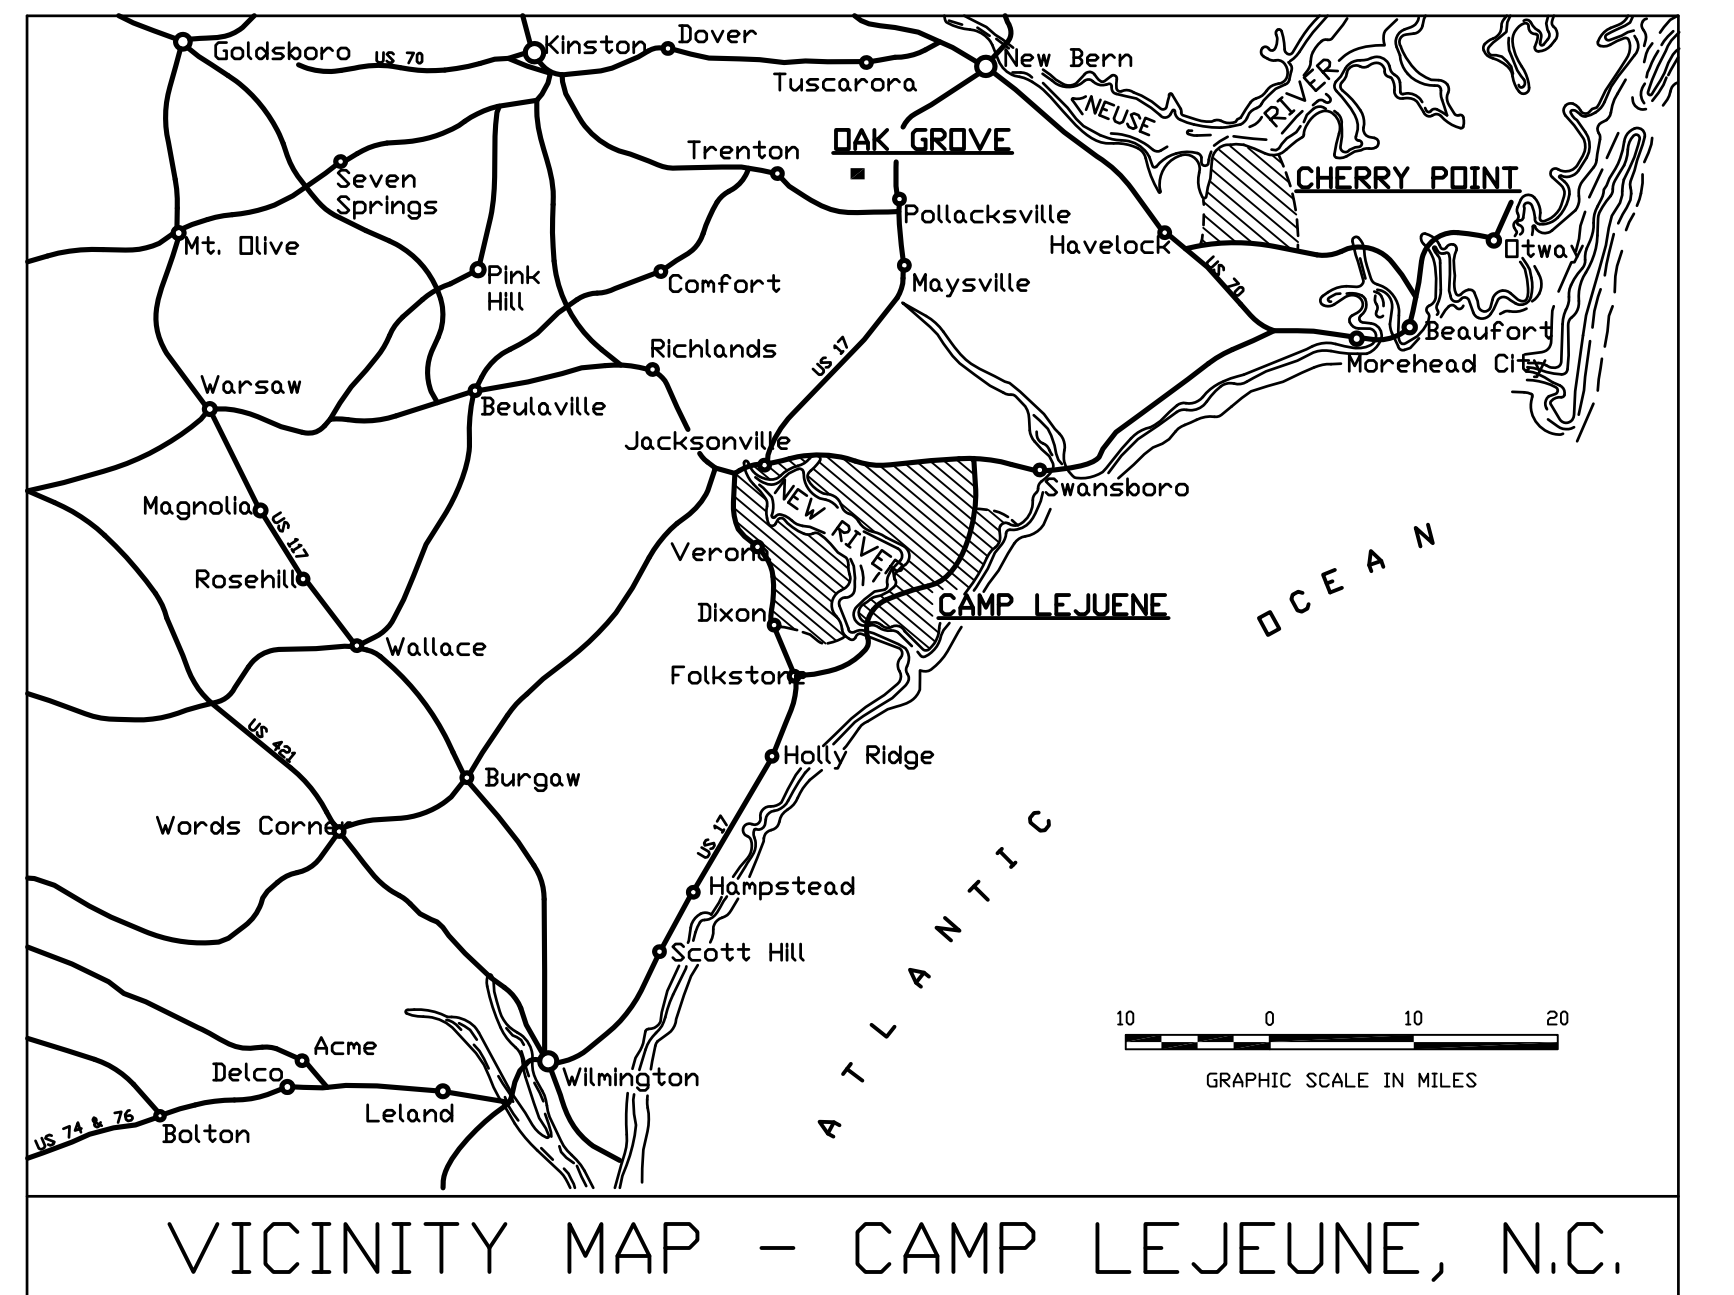 Goldsboro
US 70
Kinston
Dover
Tuscarora
New Bern
NEUSE
RIVER
OAK GROVE
Trenton
Seven
Springs
CHERRY POINT
Pollacksville
Havelock
Otway
Mt. Olive
Pink
Hill
Comfort
Maysville
US 70
Beaufort
Morehead City
Richlands
US 17
Warsaw
Beulaville
Jacksonville
Swansboro
NEW RIVER
Magnolia
US 117
Verona
Rosehill
CAMP LEJUENE
Dixon
Wallace
Folkstone
US 421
Holly Ridge
Burgaw
Words Corner
US 17
Hampstead
Scott Hill
ATLANTIC
OCEAN
10 0 10 20
GRAPHIC SCALE IN MILES
Acme
Delco
Wilmington
Leland
US 74 & 76
Bolton
VICINITY MAP - CAMP LEJEUNE, N.C.